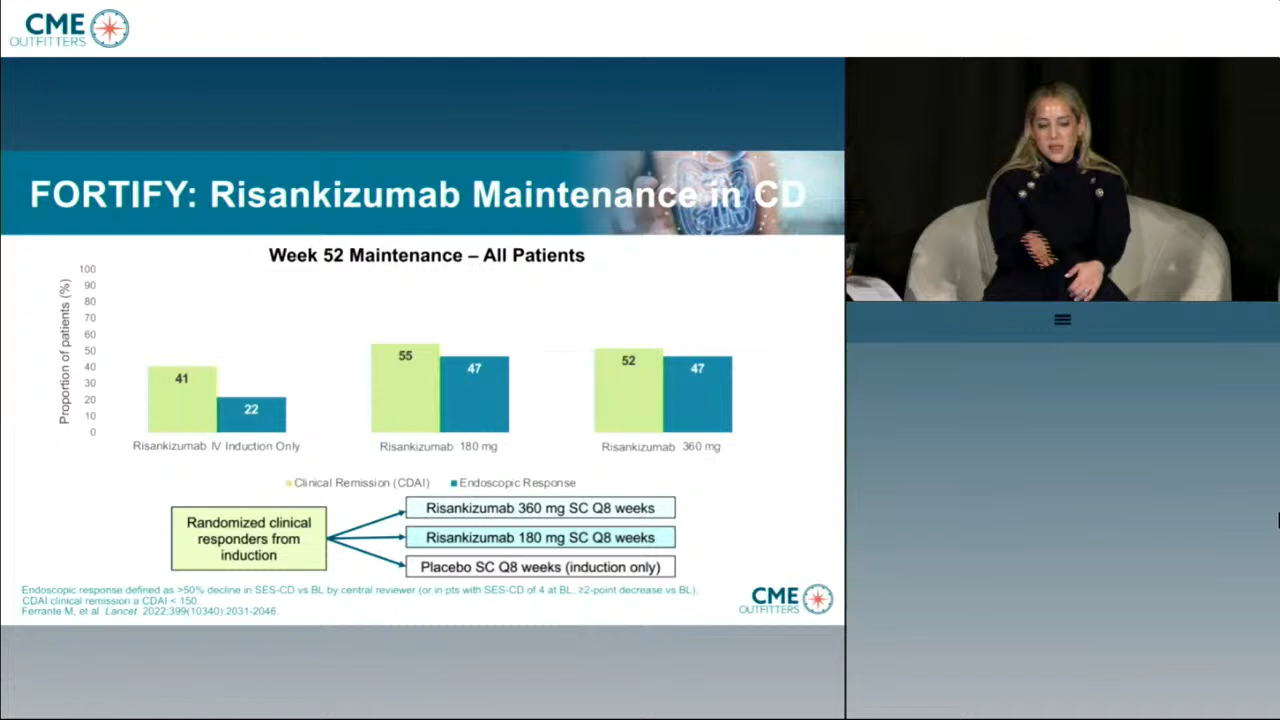 CME
OUTFITTERS
FORTIFY: Risankizumab Maintenance in CD
Week 52 Maintenance – All Patients
Proportion of patients (%)
100
90
80
70
60
50
40
30
20
10
0
41
22
55
47
52
47
Risankizumab IV Induction Only
Risankizumab 180 mg
Risankizumab 360 mg
Clinical Remission (CDAI)
Endoscopic Response
Randomized clinical
responders from
induction
Risankizumab 360 mg SC Q8 weeks
Risankizumab 180 mg SC Q8 weeks
Placebo SC Q8 weeks (induction only)
Endoscopic response defined as >50% decline in SES-CD vs BL by central reviewer (or in pts with SES-CD of 4 at BL, ≥2-point decrease vs BL),
CDAI clinical remission a CDAI < 150.
Ferrante M, et al. Lancet. 2022;399(10340):2031-2046.
CME
OUTFITTERS